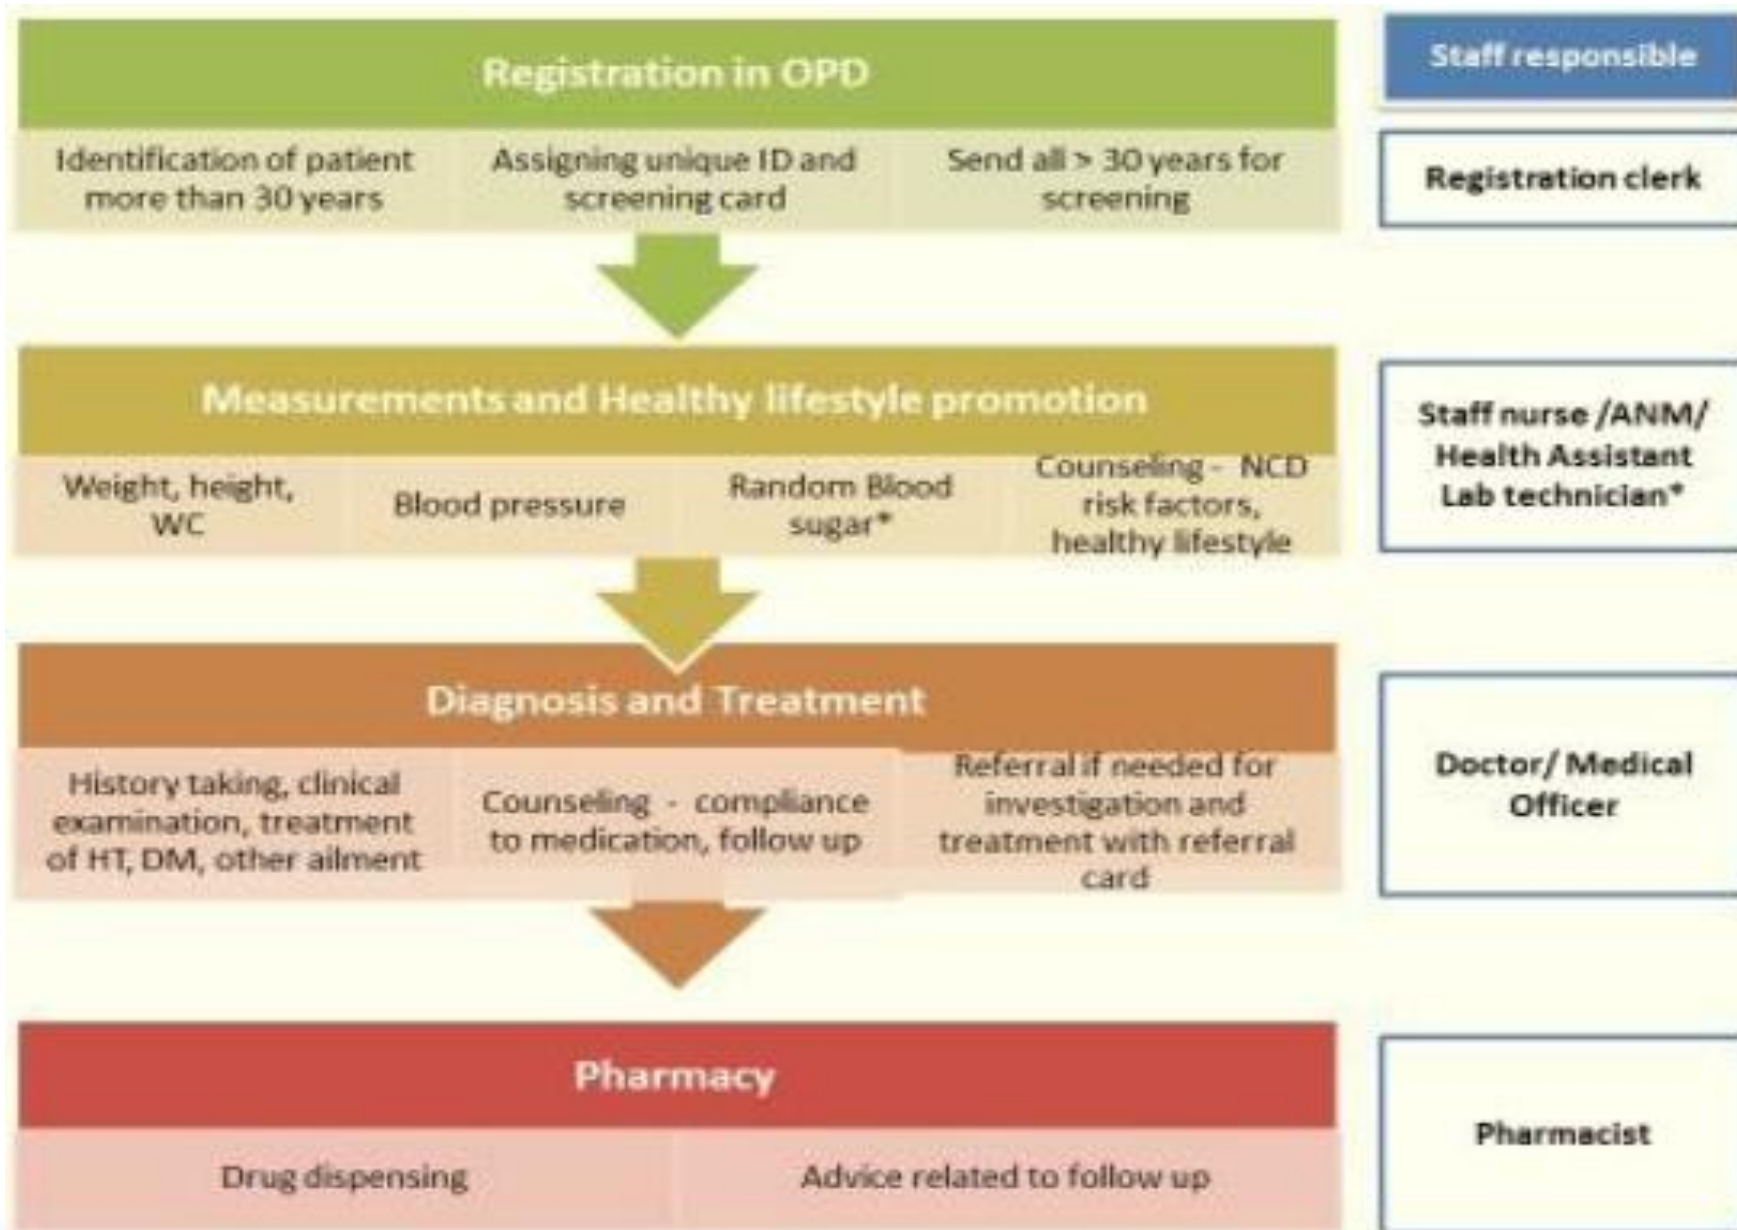 Registration in OPD
Staff responsible
Identification of patient
more than 30 years
Assigning unique ID and
screening card
Send all > 30 years for
screening
Registration clerk
Measurements and Healthy lifestyle promotion
Weight, height,
WC
Blood pressure
Random Blood
sugar*
Counseling - NCD
risk factors,
healthy lifestyle
Staff nurse /ANM/
Health Assistant
Lab technician*
Diagnosis and Treatment
History taking, clinical
examination, treatment
of HT, DM, other ailment
Counseling - compliance
to medication, follow up
Referral if needed for
investigation and
treatment with referral
card
Doctor/ Medical
Officer
Pharmacy
Drug dispensing
Advice related to follow up
Pharmacist